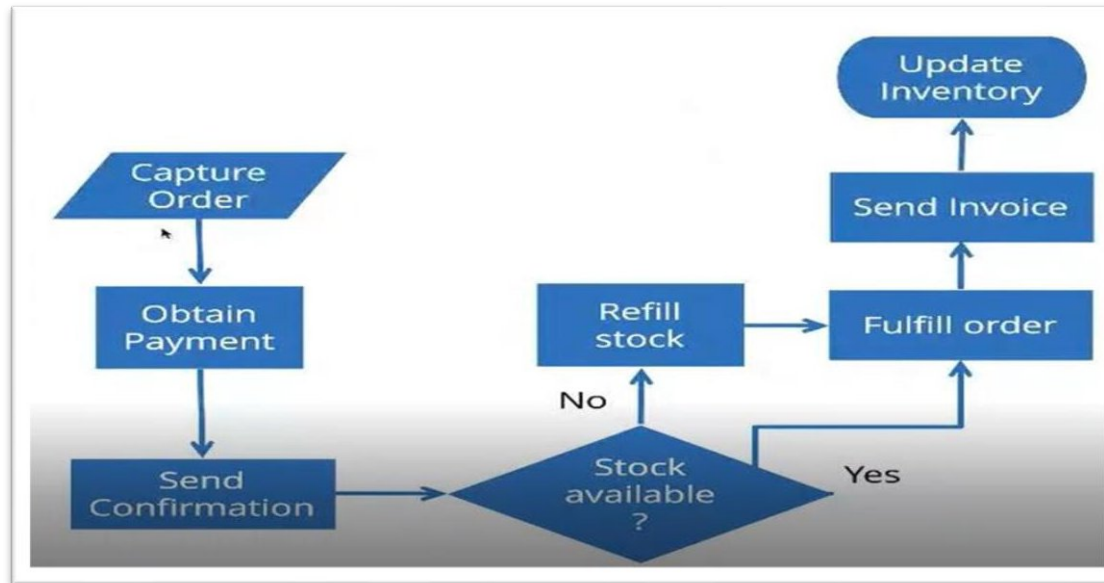 Capture
Order
Obtain
Payment
Send
Confirmation
Stock
available
?
No
Yes
Refill
stock
Fulfill order
Send Invoice
Update
Inventory